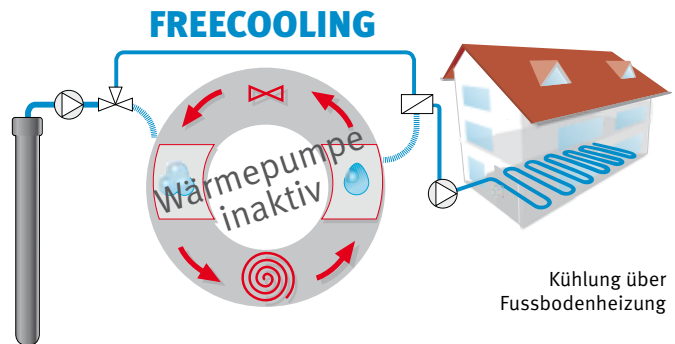 FREECOOLING
Wärmepumpe
inaktiv
Kühlung über
Fussbodenheizung